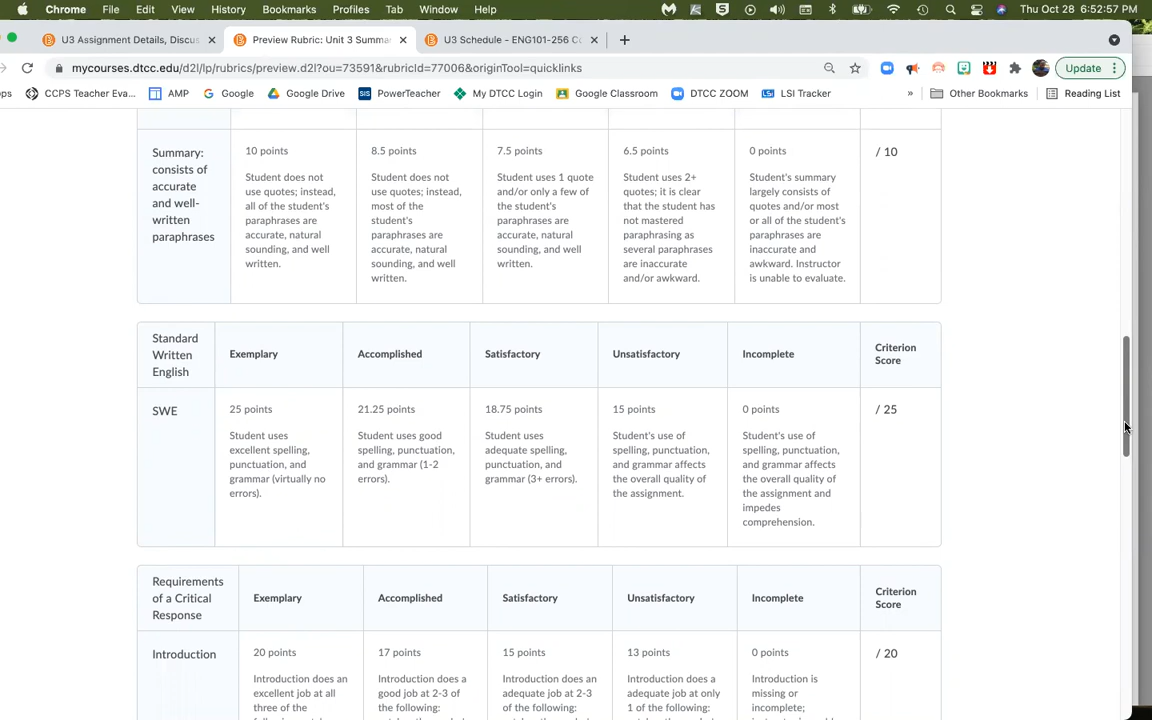 Chrome File Edit View History Bookmarks Profiles Tab Window Help Thu Oct 28 6:52:57 PM
U3 Assignment Details, Discus × Preview Rubric: Unit 3 Summa × U3 Schedule - ENG101-256 Co × +
mycourses.dtcc.edu/d2l/lp/rubrics/preview.d2l?ou=73591&rubricId=77006&originTool=quicklinks Update
CCPS Teacher Eva... AMP Google Google Drive SIS PowerTeacher My DTCC Login Google Classroom DTCC ZOOM LSI Tracker » Other Bookmarks Reading List
Summary:
consists of
accurate
and well-
written
paraphrases
10 points
Student does not
use quotes; instead,
all of the student's
paraphrases are
accurate, natural
sounding, and well
written.
8.5 points
Student does not
use quotes; instead,
most of the
student's
paraphrases are
accurate, natural
sounding, and well
written.
7.5 points
Student uses 1 quote
and/or only a few of
the student's
paraphrases are
accurate, natural
sounding, and well
written.
6.5 points
Student uses 2+
quotes; it is clear
that the student has
not mastered
paraphrasing as
several paraphrases
are inaccurate
and/or awkward.
0 points
Student's summary
largely consists of
quotes and/or most
or all of the student's
paraphrases are
inaccurate and
awkward. Instructor
is unable to evaluate.
/ 10
Standard
Written
English
Exemplary
Accomplished
Satisfactory
Unsatisfactory
Incomplete
Criterion
Score
SWE
25 points
Student uses
excellent spelling,
punctuation, and
grammar (virtually no
errors).
21.25 points
Student uses good
spelling, punctuation,
and grammar (1-2
errors).
18.75 points
Student uses
adequate spelling,
punctuation, and
grammar (3+ errors).
15 points
Student's use of
spelling, punctuation,
and grammar affects
the overall quality of
the assignment.
0 points
Student's use of
spelling, punctuation,
and grammar affects
the overall quality of
the assignment and
impedes
comprehension.
/ 25
Requirements
of a Critical
Response
Exemplary
Accomplished
Satisfactory
Unsatisfactory
Incomplete
Criterion
Score
Introduction
20 points
Introduction does an
excellent job at all
three of the
17 points
Introduction does a
good job at 2-3 of
the following:
15 points
Introduction does an
adequate job at 2-3
of the following:
13 points
Introduction does a
adequate job at only
1 of the following:
0 points
Introduction is
missing or
incomplete;
/ 20